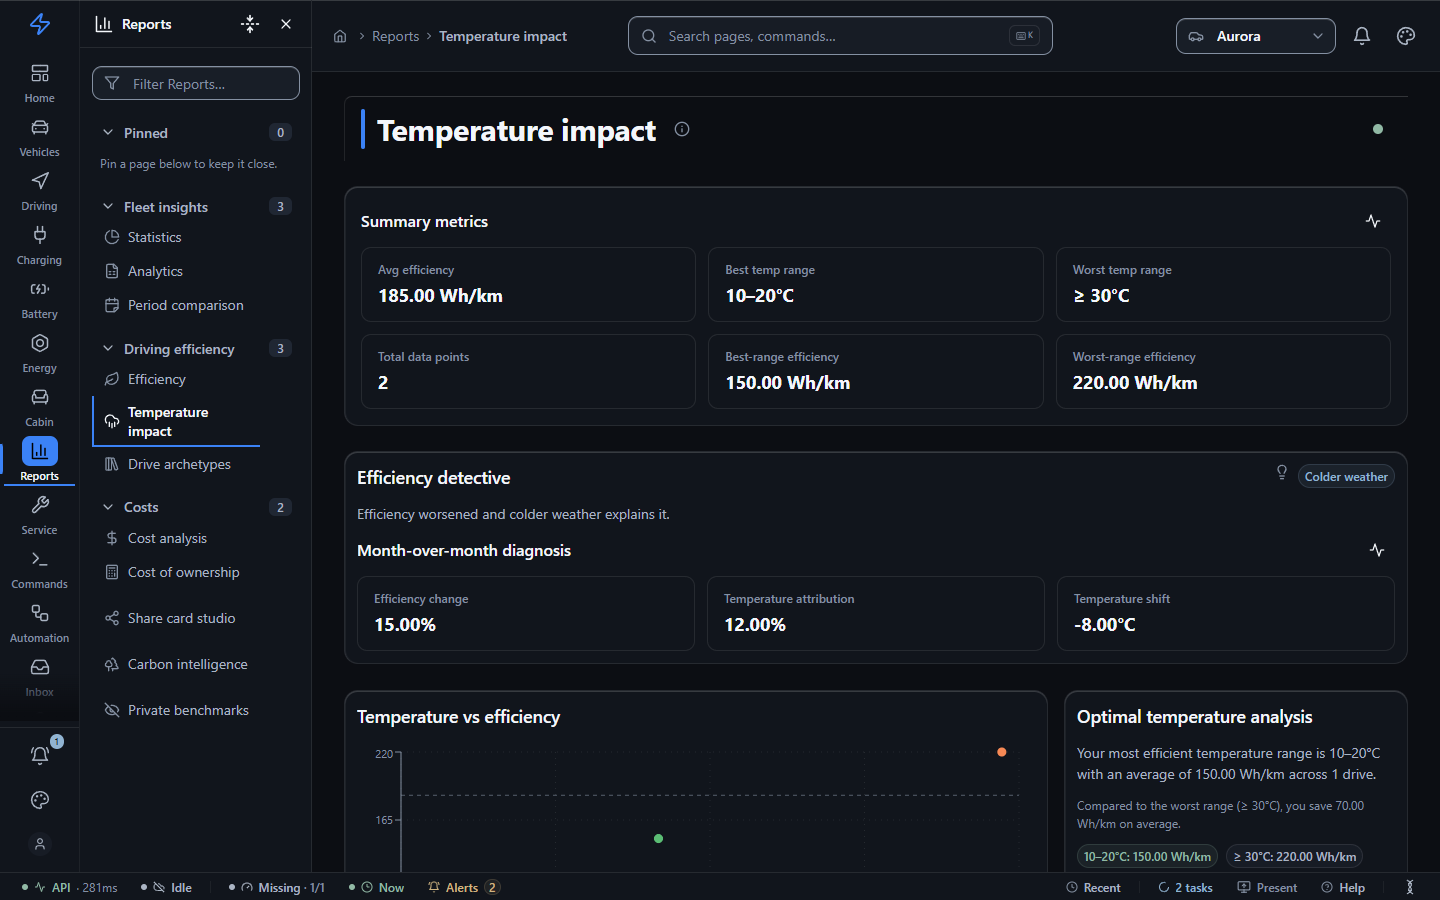 Reports
Reports
Temperature impact
Search pages, commands...
K
Aurora
Home
Vehicles
Driving
Charging
Battery
Energy
Cabin
Reports
Service
Commands
Automation
Inbox
1
Filter Reports...
Pinned
0
Pin a page below to keep it close.
Fleet insights
3
Statistics
Analytics
Period comparison
Driving efficiency
3
Efficiency
Temperature
impact
Drive archetypes
Costs
2
Cost analysis
Cost of ownership
Share card studio
Carbon intelligence
Private benchmarks
Temperature impact
Summary metrics
Avg efficiency
185.00 Wh/km
Best temp range
10–20°C
Worst temp range
≥ 30°C
Total data points
2
Best-range efficiency
150.00 Wh/km
Worst-range efficiency
220.00 Wh/km
Efficiency detective
Colder weather
Efficiency worsened and colder weather explains it.
Month-over-month diagnosis
Efficiency change
15.00%
Temperature attribution
12.00%
Temperature shift
-8.00°C
Temperature vs efficiency
220
165
Optimal temperature analysis
Your most efficient temperature range is 10–20°C
with an average of 150.00 Wh/km across 1 drive.
Compared to the worst range (≥ 30°C), you save 70.00
Wh/km on average.
10–20°C: 150.00 Wh/km
≥ 30°C: 220.00 Wh/km
API · 281ms
Idle
Missing · 1/1
Now
Alerts 2
Recent
2 tasks
Present
Help